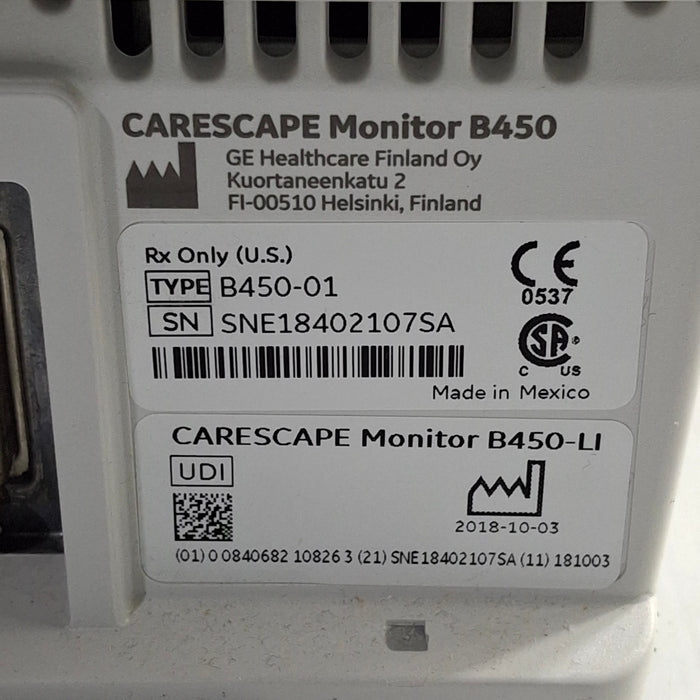 CARESCAPE Monitor B450
GE Healthcare Finland Oy
Kuortaneenkatu 2
FI-00510 Helsinki, Finland
Rx Only (U.S.)
TYPE B450-01
CE
0537
SN SNE18402107SA
SA
C US
Made in Mexico
CARESCAPE Monitor B450-LI
UDI
2018-10-03
(01) 0 0840682 10826 3 (21) SNE18402107SA (11) 181003